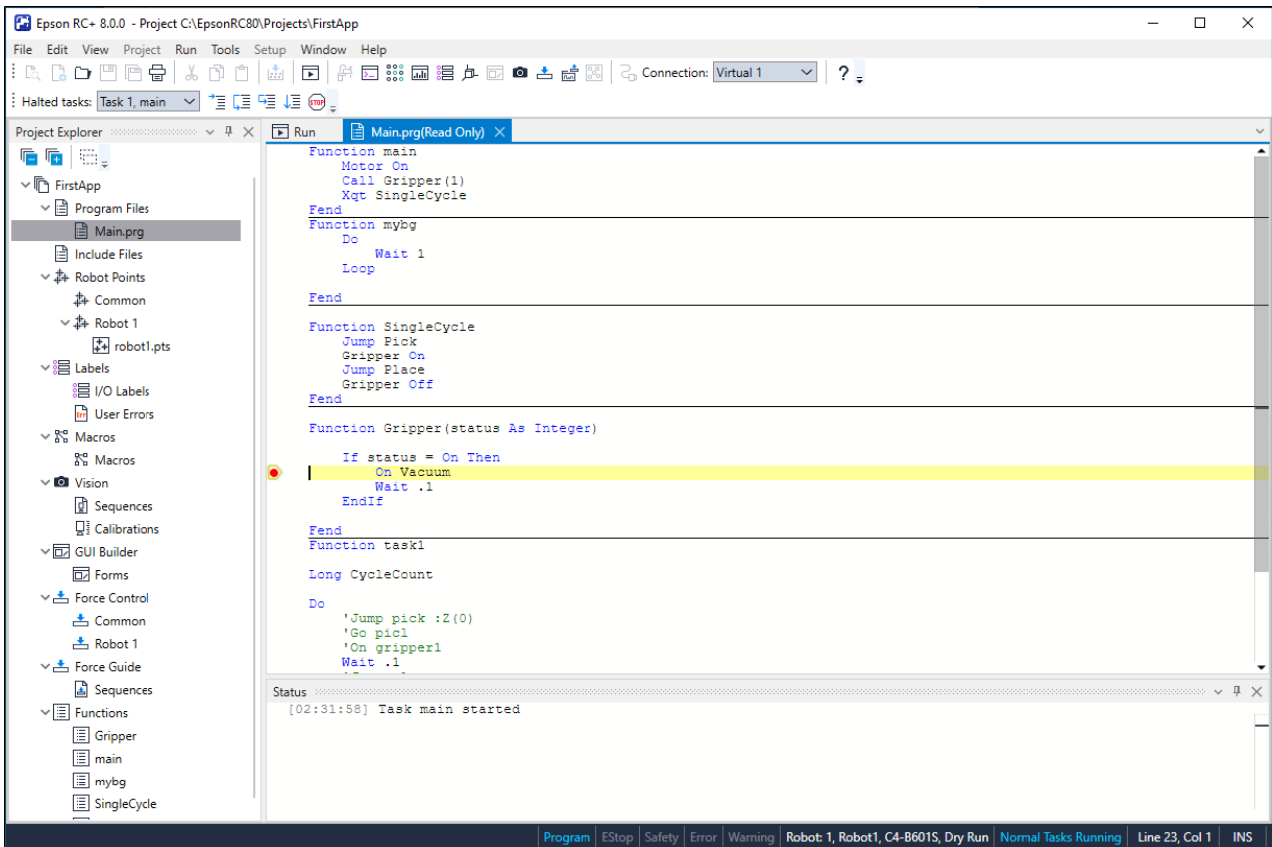 Epson RC+ 8.0.0 - Project C:\EpsonRC80\Projects\FirstApp
File Edit View Project Run Tools Setup Window Help
Connection: Virtual 1
?
Halted tasks: Task 1, main
STOP
Project Explorer
FirstApp
Program Files
Main.prg
Include Files
Robot Points
Common
Robot 1
robot1.pts
Labels
I/O Labels
User Errors
Macros
Macros
Vision
Sequences
Calibrations
GUI Builder
Forms
Force Control
Common
Robot 1
Force Guide
Sequences
Functions
Gripper
main
mybg
SingleCycle
Run
Main.prg(Read Only)
Function main
Motor On
Call Gripper(1)
Xqt SingleCycle
Fend
Function mybg
Do
Wait 1
Loop
Fend
Function SingleCycle
Jump Pick
Gripper On
Jump Place
Gripper Off
Fend
Function Gripper(status As Integer)
If status = On Then
On Vacuum
Wait .1
EndIf
Fend
Function task1
Long CycleCount
Do
'Jump pick :Z(0)
'Go pic1
'On gripper1
Wait .1
Status
[02:31:58] Task main started
Program EStop Safety Error Warning Robot: 1, Robot1, C4-B601S, Dry Run Normal Tasks Running Line 23, Col 1 INS